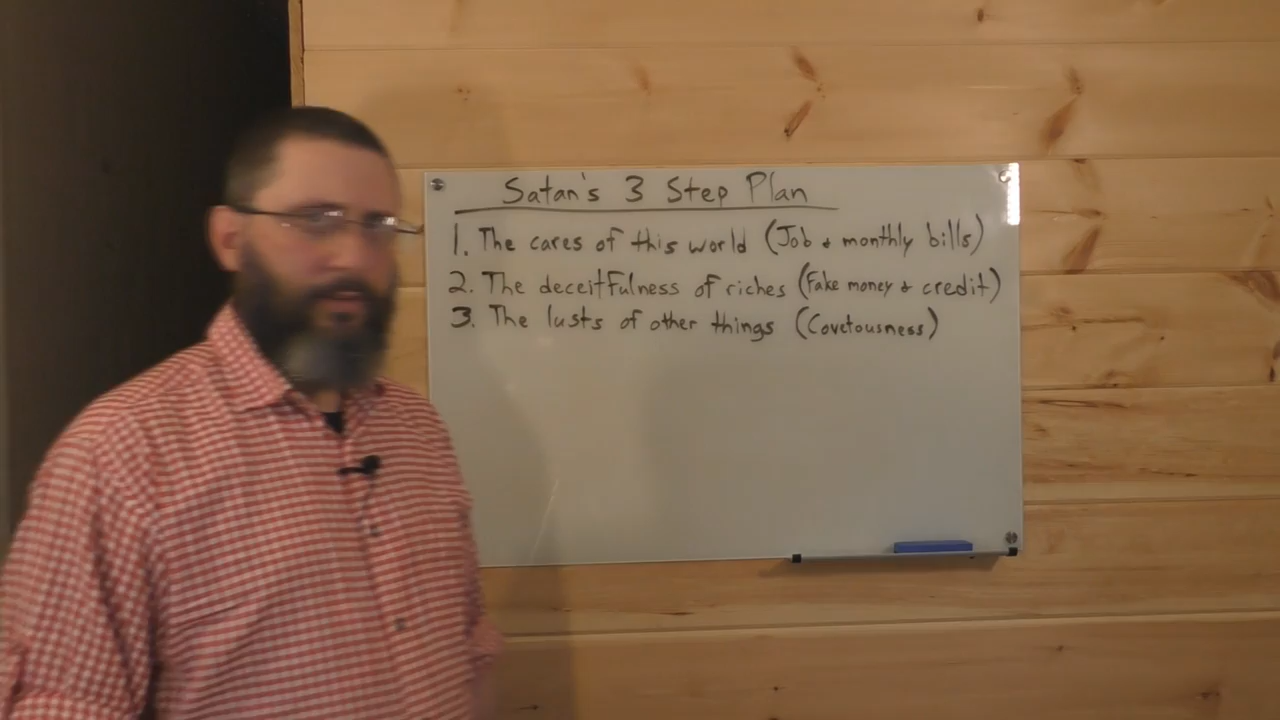 Satan's 3 Step Plan
1. The cares of this world (Job & monthly bills)
2. The deceitfulness of riches (Fake money & credit)
3. The lusts of other things (Covetousness)